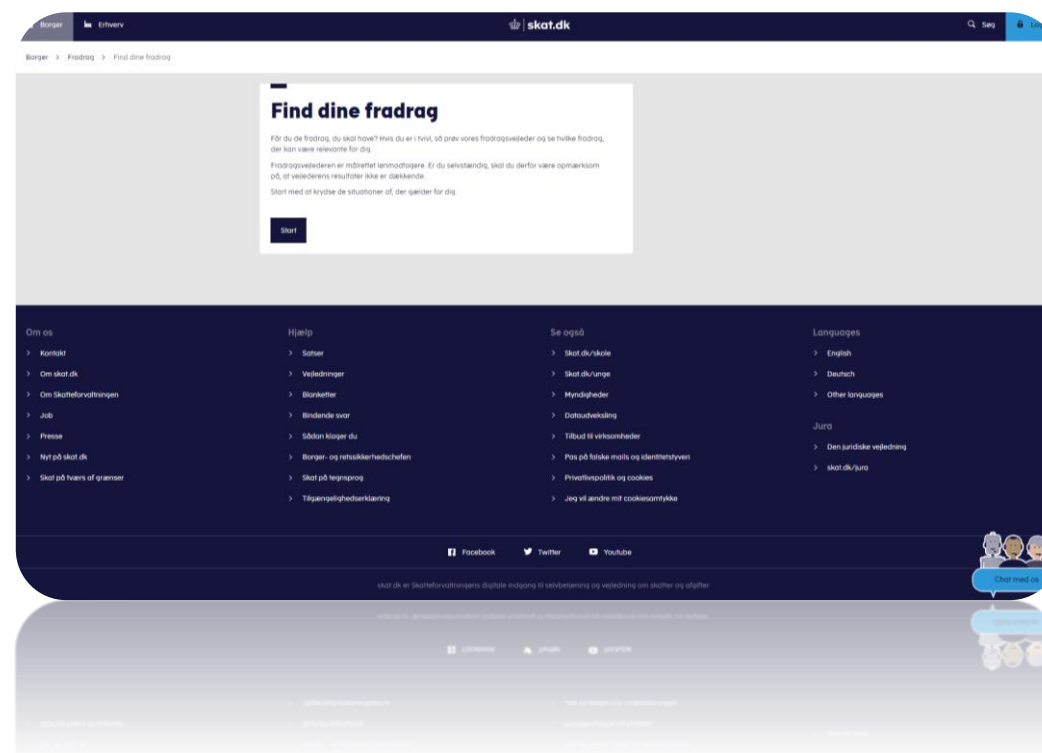 Borger
Erhverv
skat.dk
Søg
Borger > Fradrag > Find dine fradrag
Find dine fradrag
Får du de fradrag, du skal have? Hvis du er i tvivl, så prøv vores fradragsvejleder og se hvilke fradrag,
der kan være relevante for dig.
Fradragsvejlederen er målrettet lønmodtagere. Er du selvstændig, skal du derfor være opmærksom
på, at vejlederens resultater ikke er dækkende.
Start med at krydse de situationer af, der gælder for dig.
Start
Om os
> Kontakt
> Om skat.dk
> Om Skatteforvaltningen
> Job
> Presse
> Nyt på skat.dk
> Skat på tværs af grænser
Hjælp
> Satser
> Vejledninger
> Blanketter
> Bindende svar
> Sådan klager du
> Borger- og retssikkerhedschefen
> Skat på tegnsprog
> Tilgængelighedserklæring
Se også
> Skat.dk/skole
> Skat.dk/unge
> Myndigheder
> Dataudveksling
> Tilbud til virksomheder
> Pas på falske mails og identitetstyveri
> Privatlivspolitik og cookies
> Jeg vil ændre mit cookiesamtykke
Languages
> English
> Deutsch
> Other languages
Jura
> Den juridiske vejledning
> skat.dk/jura
Facebook
Twitter
Youtube
skat.dk er Skatteforvaltningens digitale indgang til selvbetjening og vejledning om skatter og afgifter
Chat med os